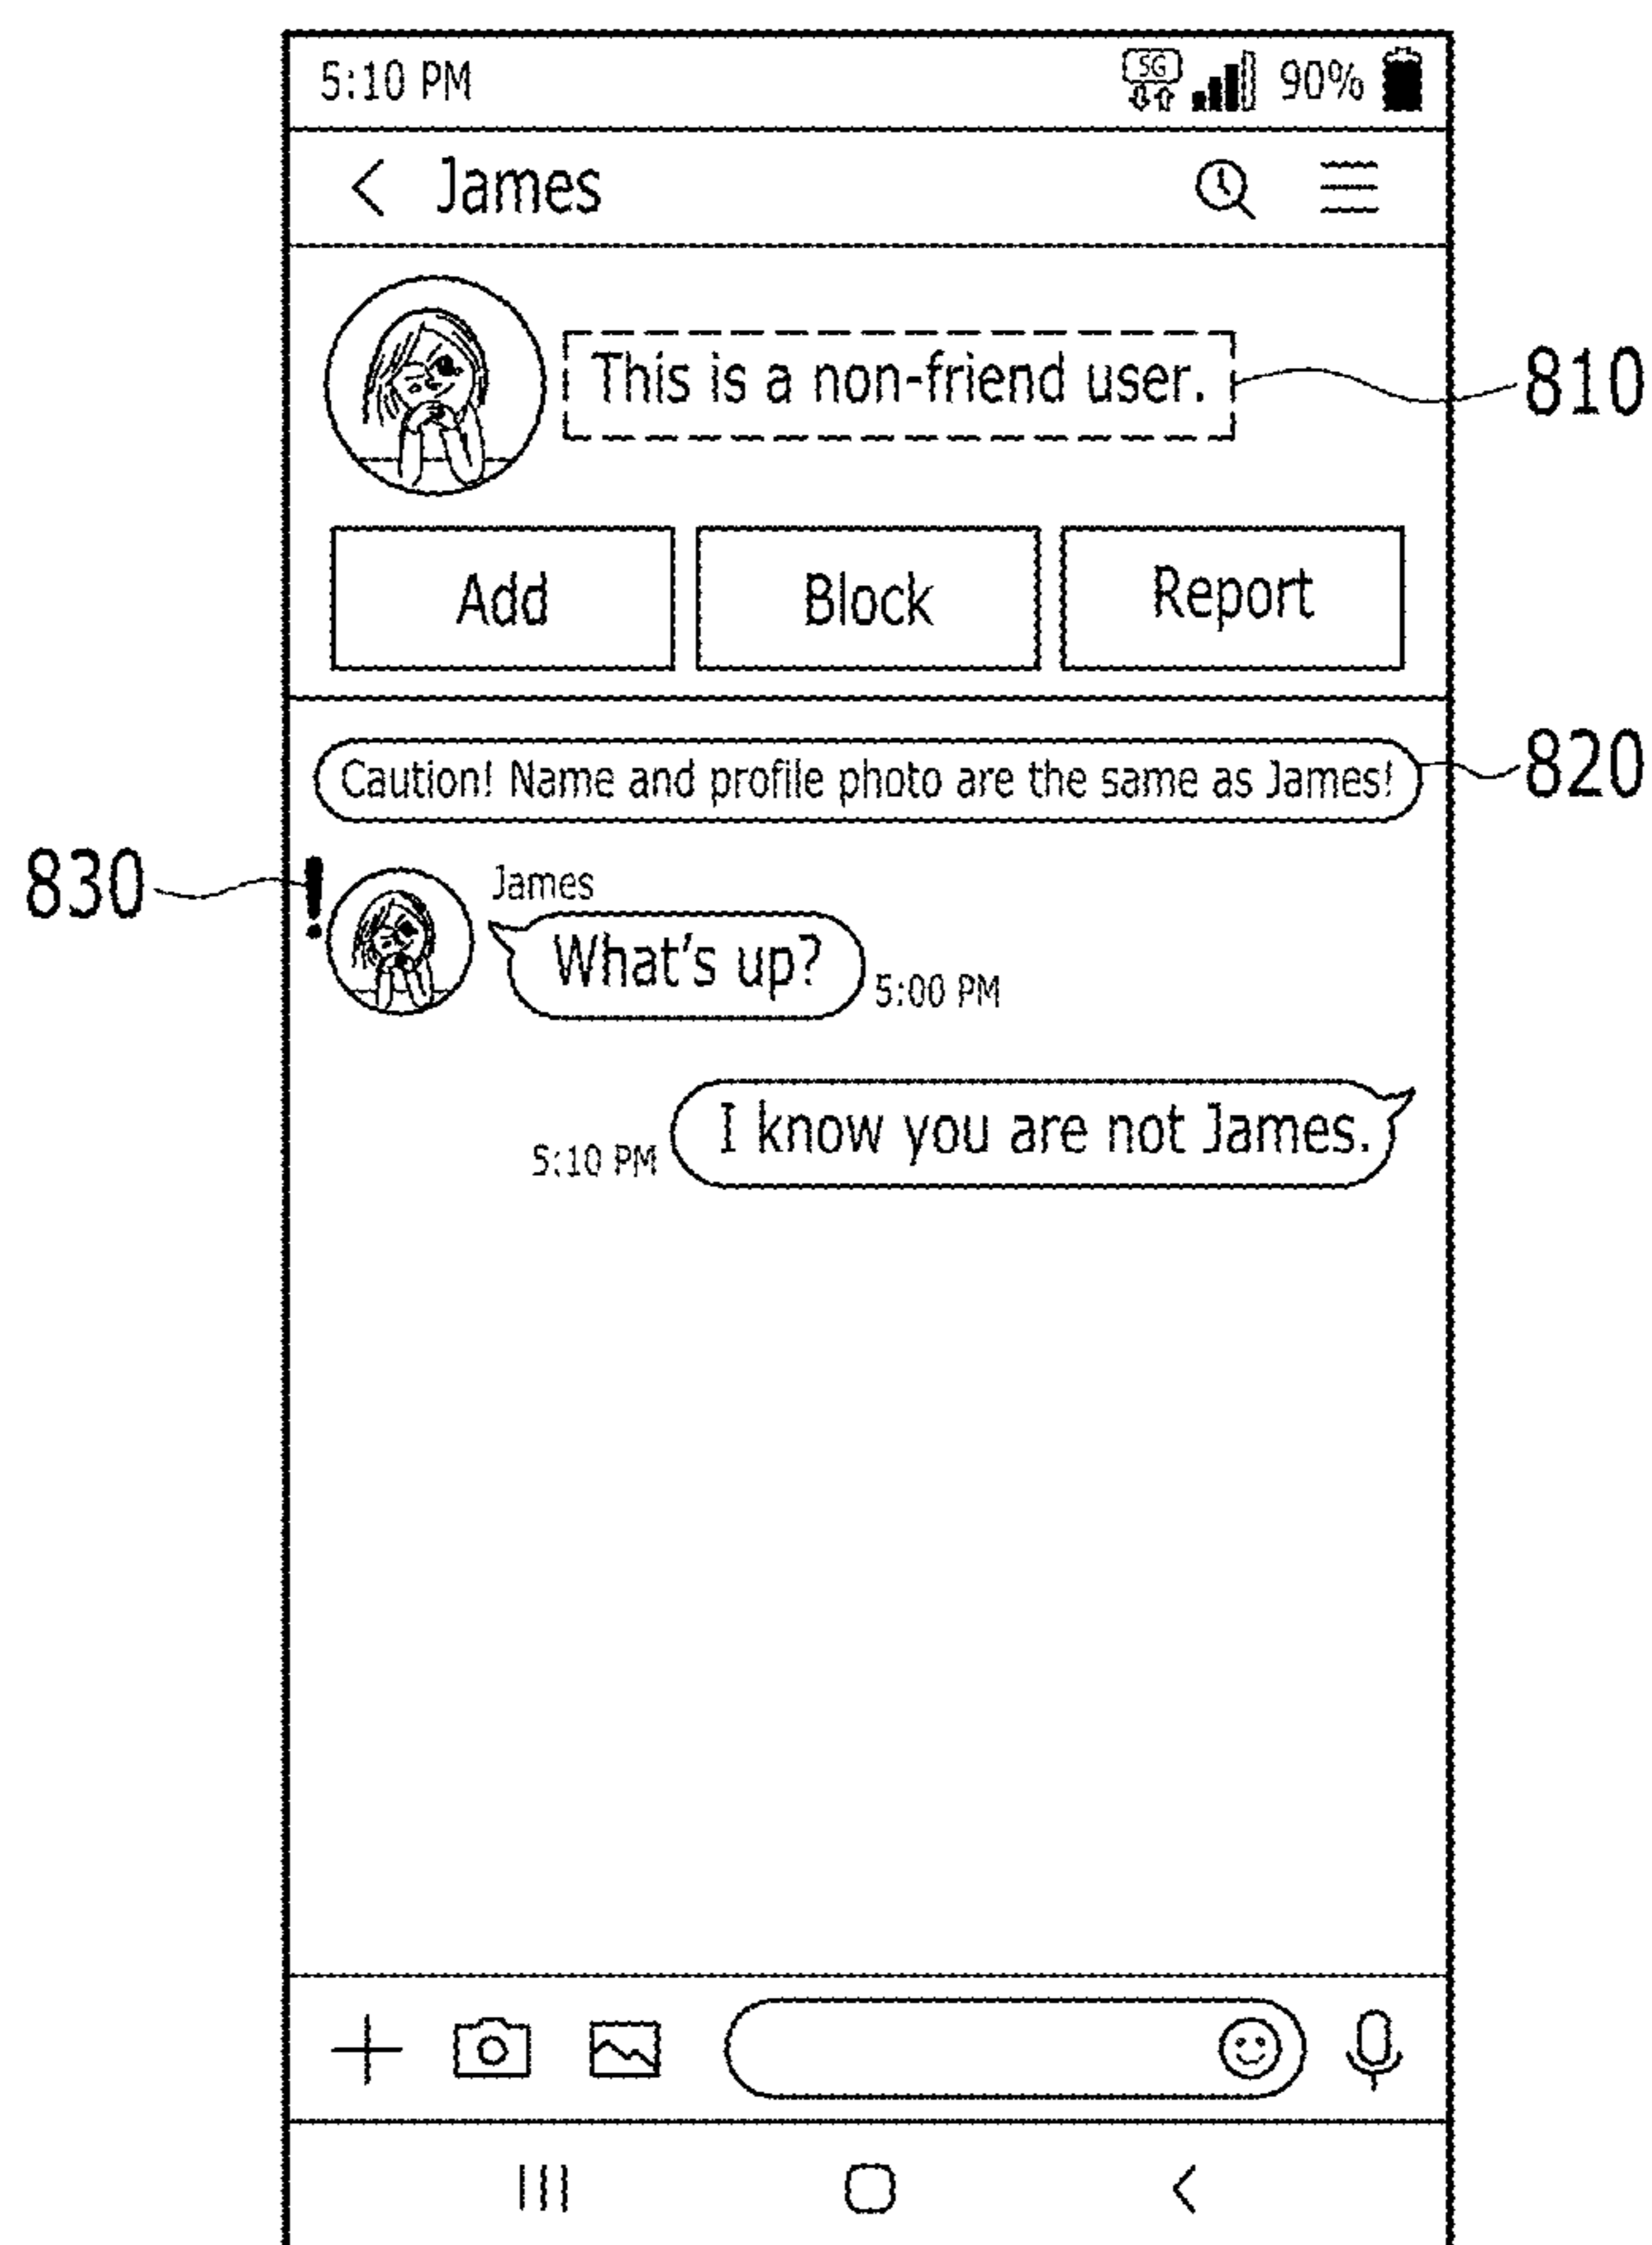 5:10 PM 5G 90%
James
This is a non-friend user. 810
Add Block Report
Caution! Name and profile photo are the same as James! 820
830 !
James
What's up? 5:00 PM
5:10 PM I know you are not James.